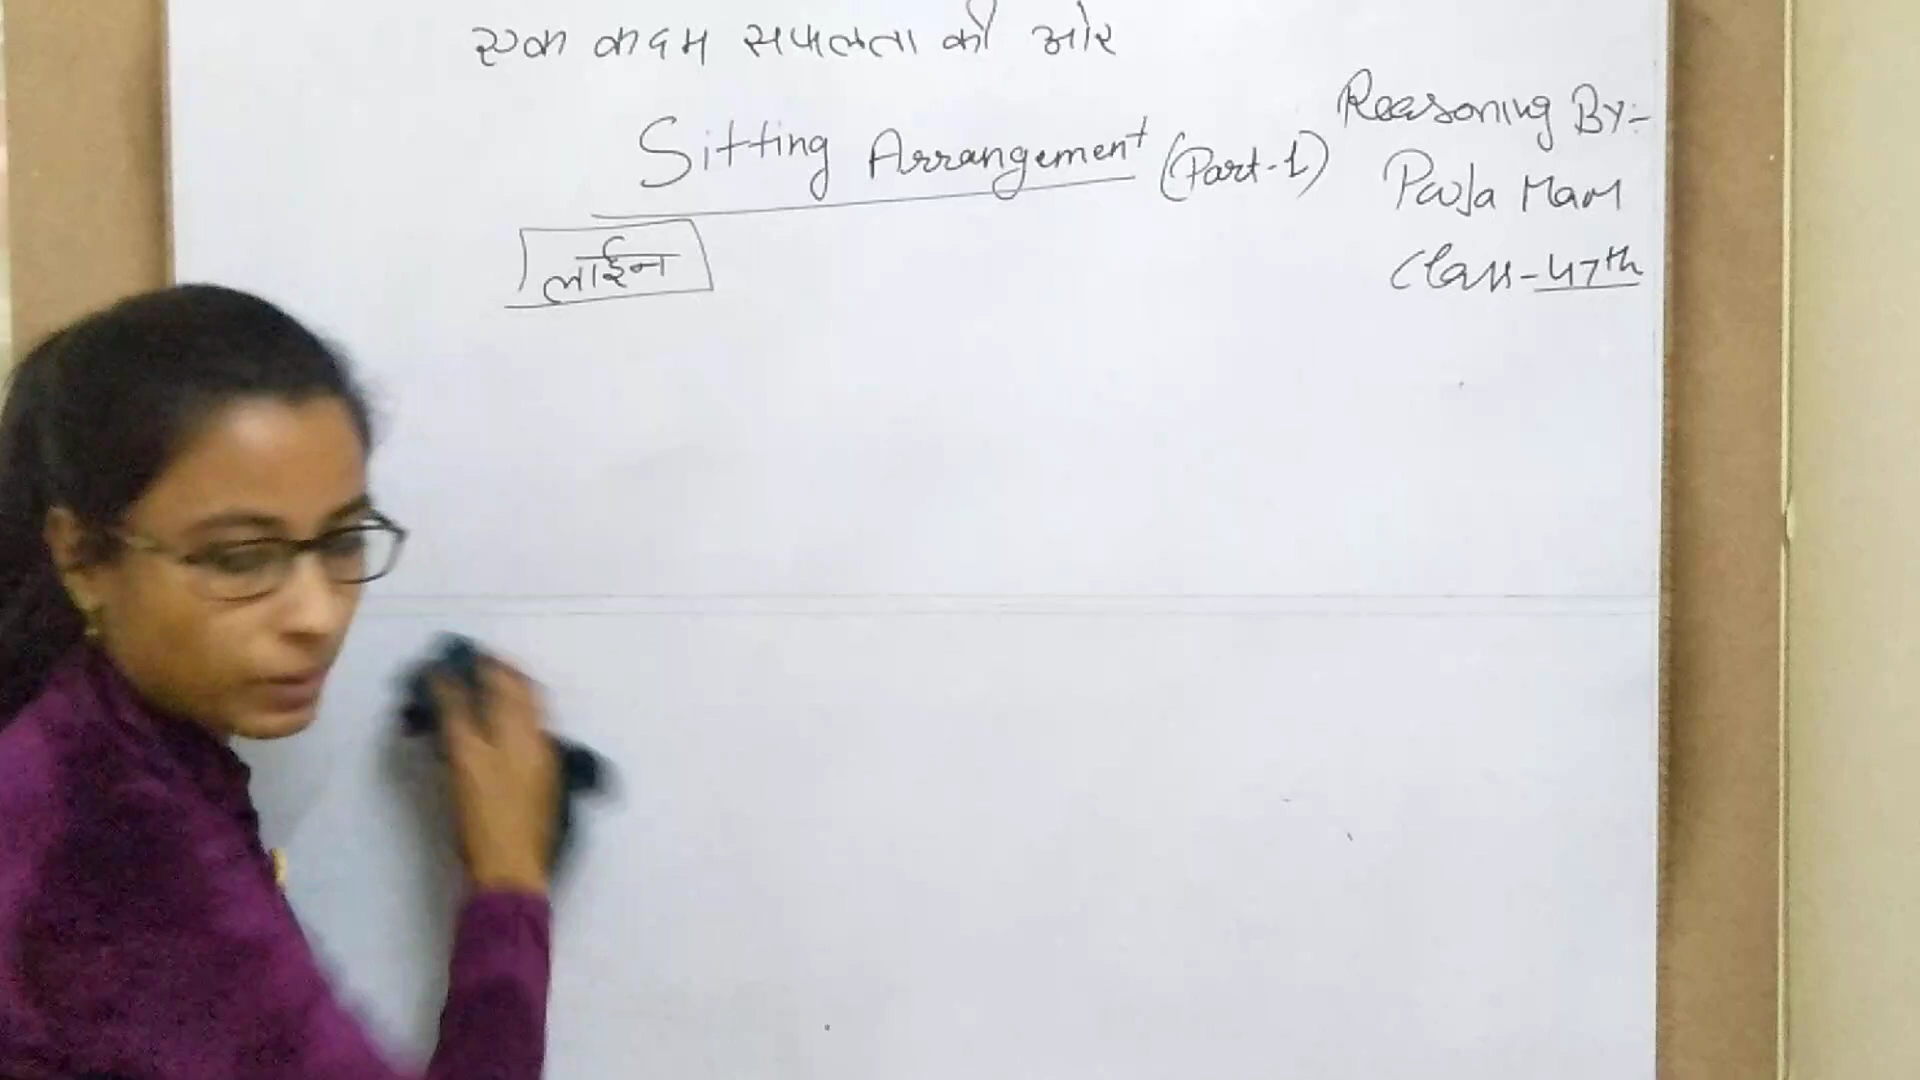 एक कदम सफलता की ओर
Sitting Arrangement (Part-1)
लाईन
Reasoning By:-
Pooja Mam
Class-47th